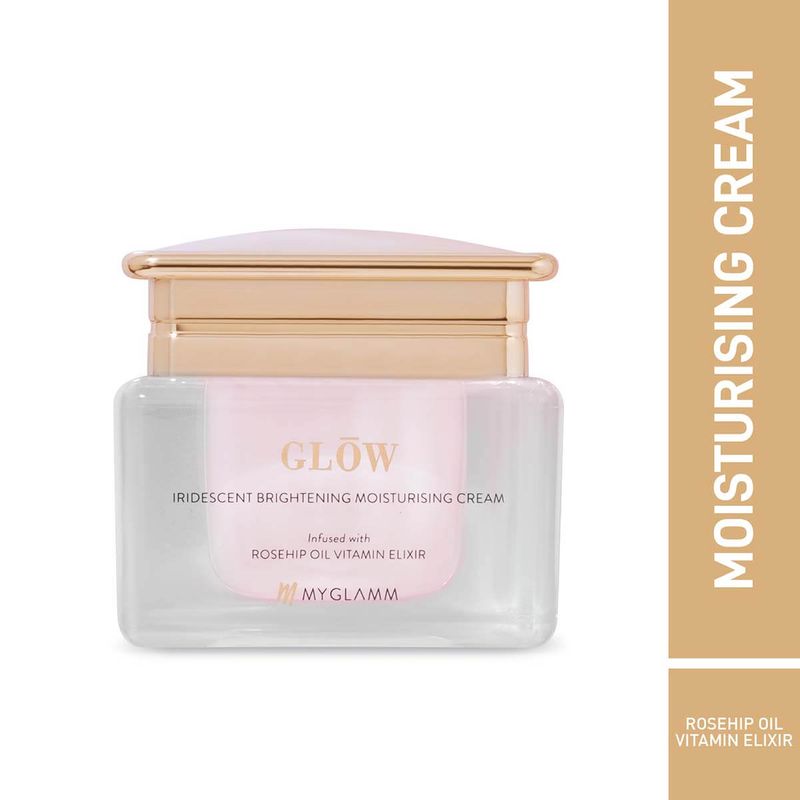 GLŌW
IRIDESCENT BRIGHTENING MOISTURISING CREAM
Infused with
ROSEHIP OIL VITAMIN ELIXIR
M MYGLAMM
MOISTURISING CREAM
ROSEHIP OIL
VITAMIN ELIXIR